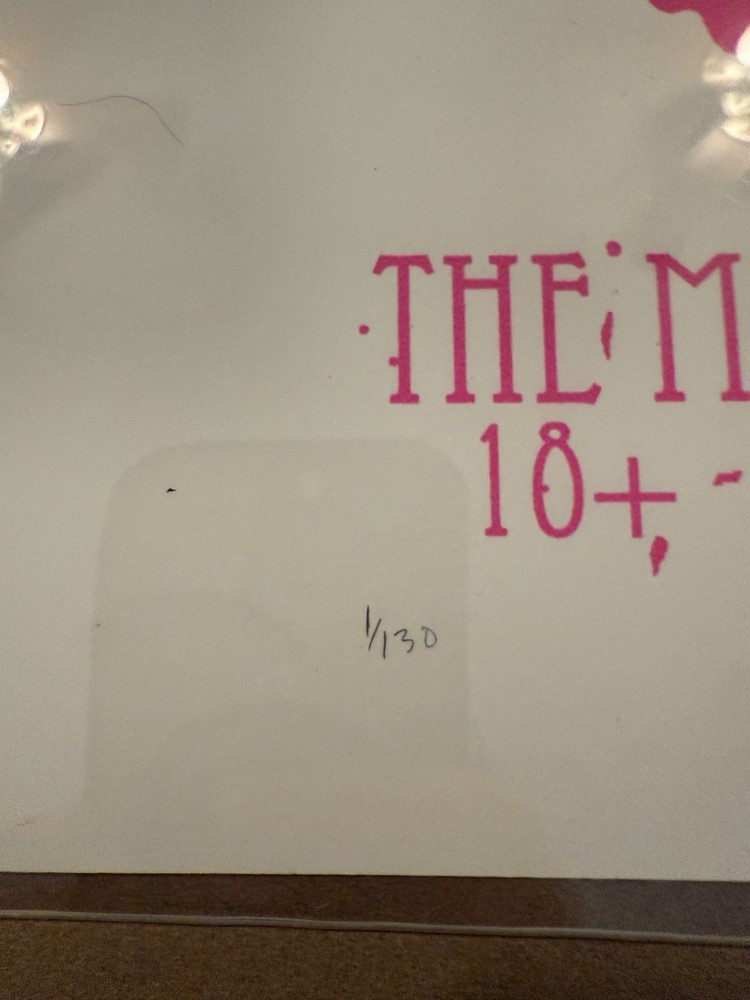 THE M
18+ -
1/130